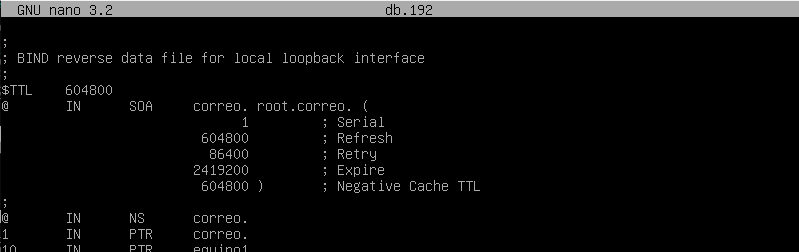 GNU nano 3.2 db.192
;
; BIND reverse data file for local loopback interface
;
$TTL 604800
@ IN SOA correo. root.correo. (
1 ; Serial
604800 ; Refresh
86400 ; Retry
2419200 ; Expire
604800 ) ; Negative Cache TTL
;
@ IN NS correo.
1 IN PTR correo.
10 IN PTR equipo1